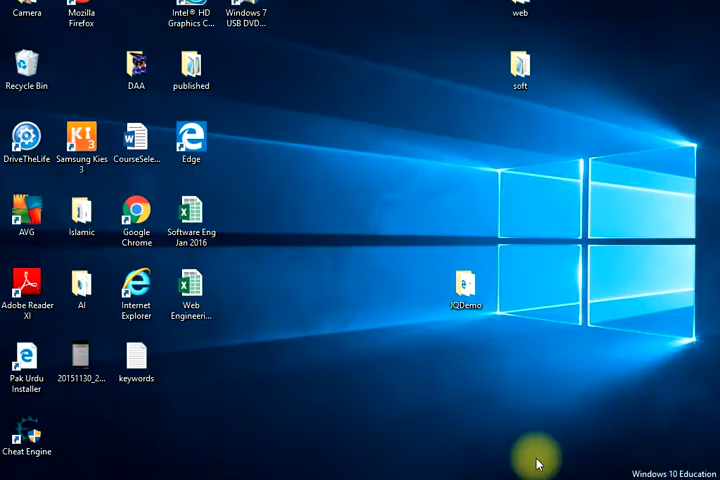 Camera
Mozilla
Firefox
Intel® HD
Graphics C...
Windows 7
USB DVD...
web
Recycle Bin
DAA
published
soft
DriveTheLife
Samsung Kies
3
CourseSele...
Edge
AVG
Islamic
Google
Chrome
Software Eng
Jan 2016
Adobe Reader
XI
AI
Internet
Explorer
Web
Engineeri...
JQDemo
Pak Urdu
Installer
20151130_2...
keywords
Cheat Engine
Windows 10 Education